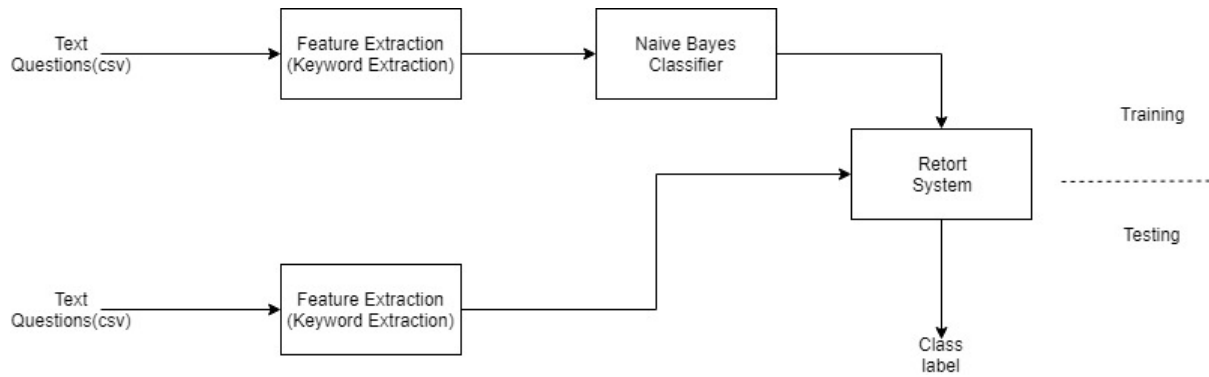 Text
Questions(csv)
Feature Extraction
(Keyword Extraction)
Naive Bayes
Classifier
Training
Retort
System
Testing
Text
Questions(csv)
Feature Extraction
(Keyword Extraction)
Class
label